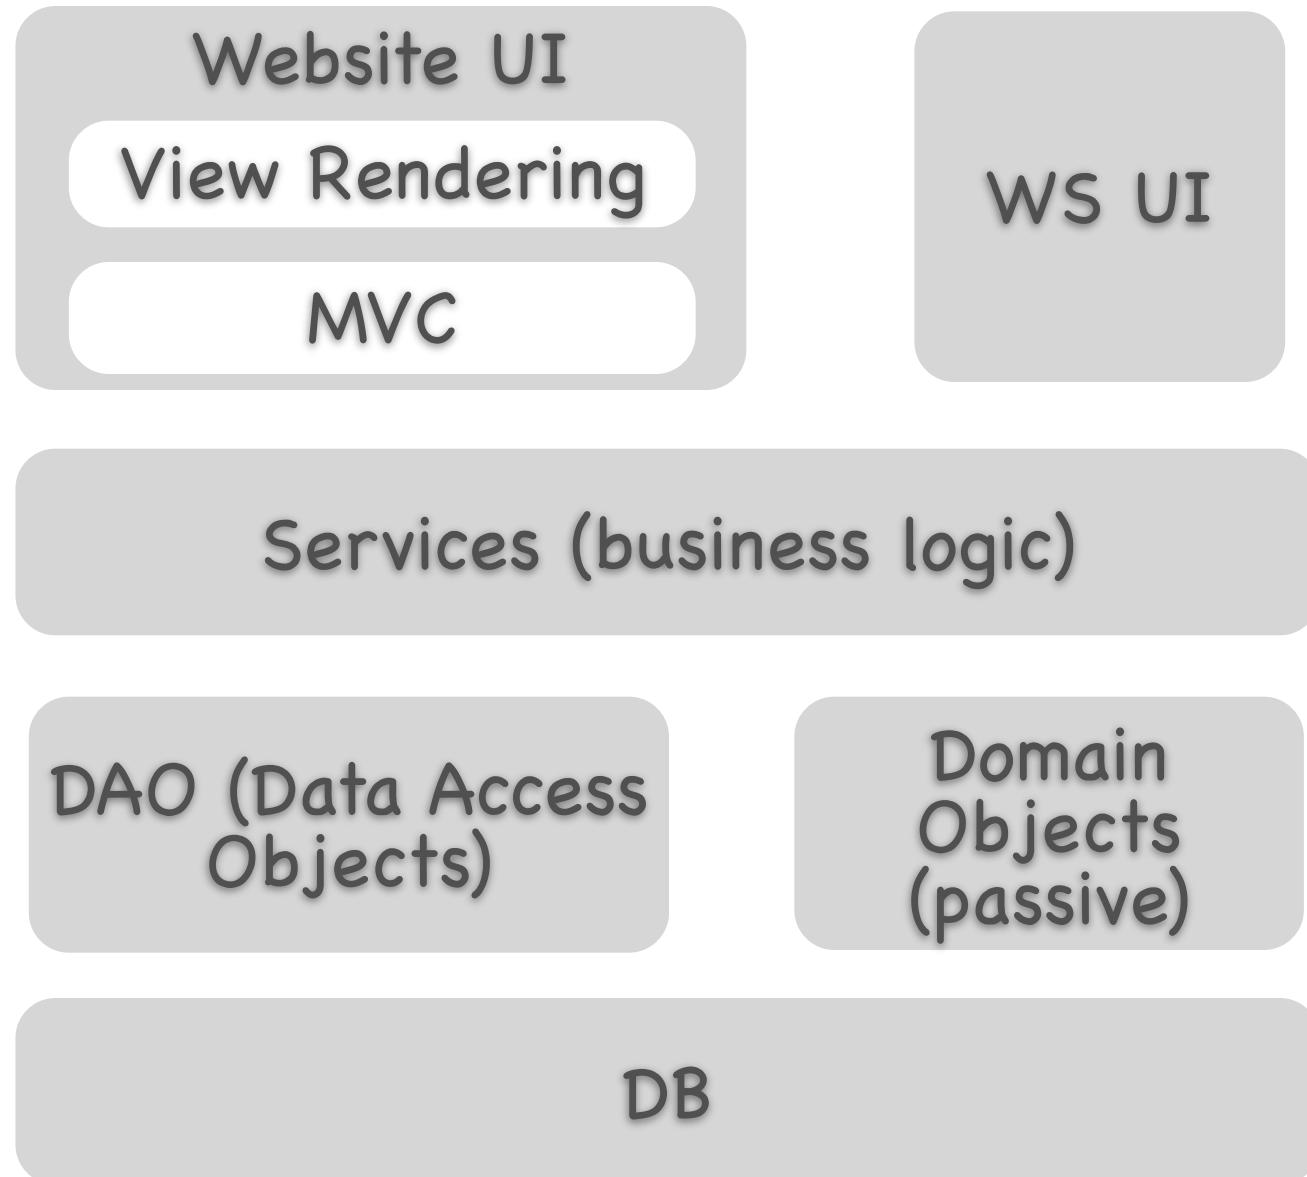 Website UI
View Rendering
MVC
WS UI
Services (business logic)
DAO (Data Access
Objects)
Domain
Objects
(passive)
DB